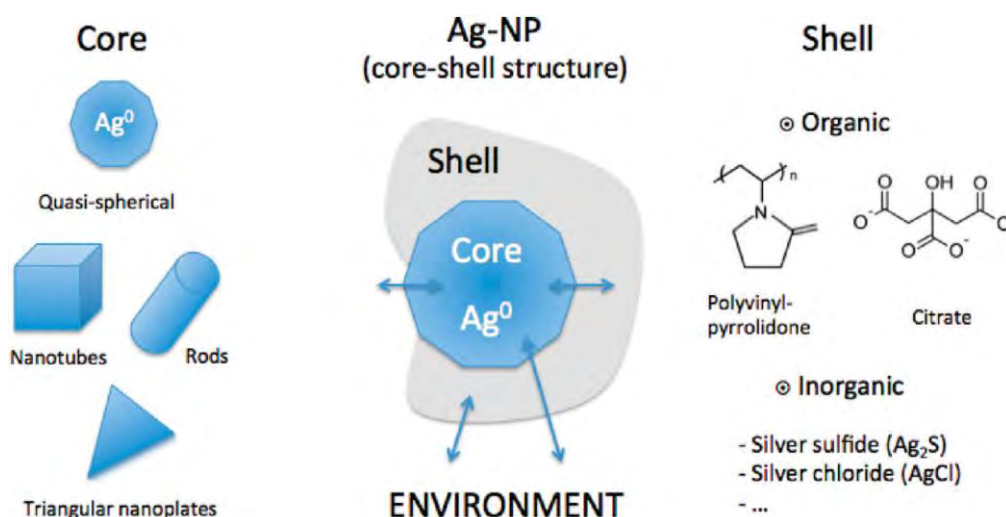 Core
Ag⁰
Quasi-spherical
Nanotubes
Rods
Triangular nanoplates
Ag-NP
(core-shell structure)
Shell
Core
Ag⁰
ENVIRONMENT
Shell
⊙ Organic
n
N
Polyvinyl-
pyrrolidone
O OH O
O⁻ O
O O⁻
Citrate
⊙ Inorganic
- Silver sulfide (Ag₂S)
- Silver chloride (AgCl)
- ...